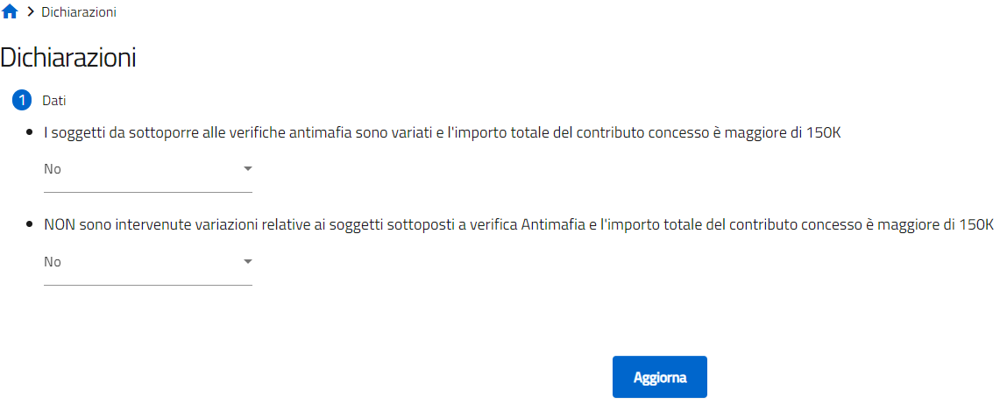 Dichiarazioni
Dichiarazioni
1 Dati
I soggetti da sottoporre alle verifiche antimafia sono variati e l'importo totale del contributo concesso è maggiore di 150K
No
NON sono intervenute variazioni relative ai soggetti sottoposti a verifica Antimafia e l'importo totale del contributo concesso è maggiore di 150K
No
Aggiorna